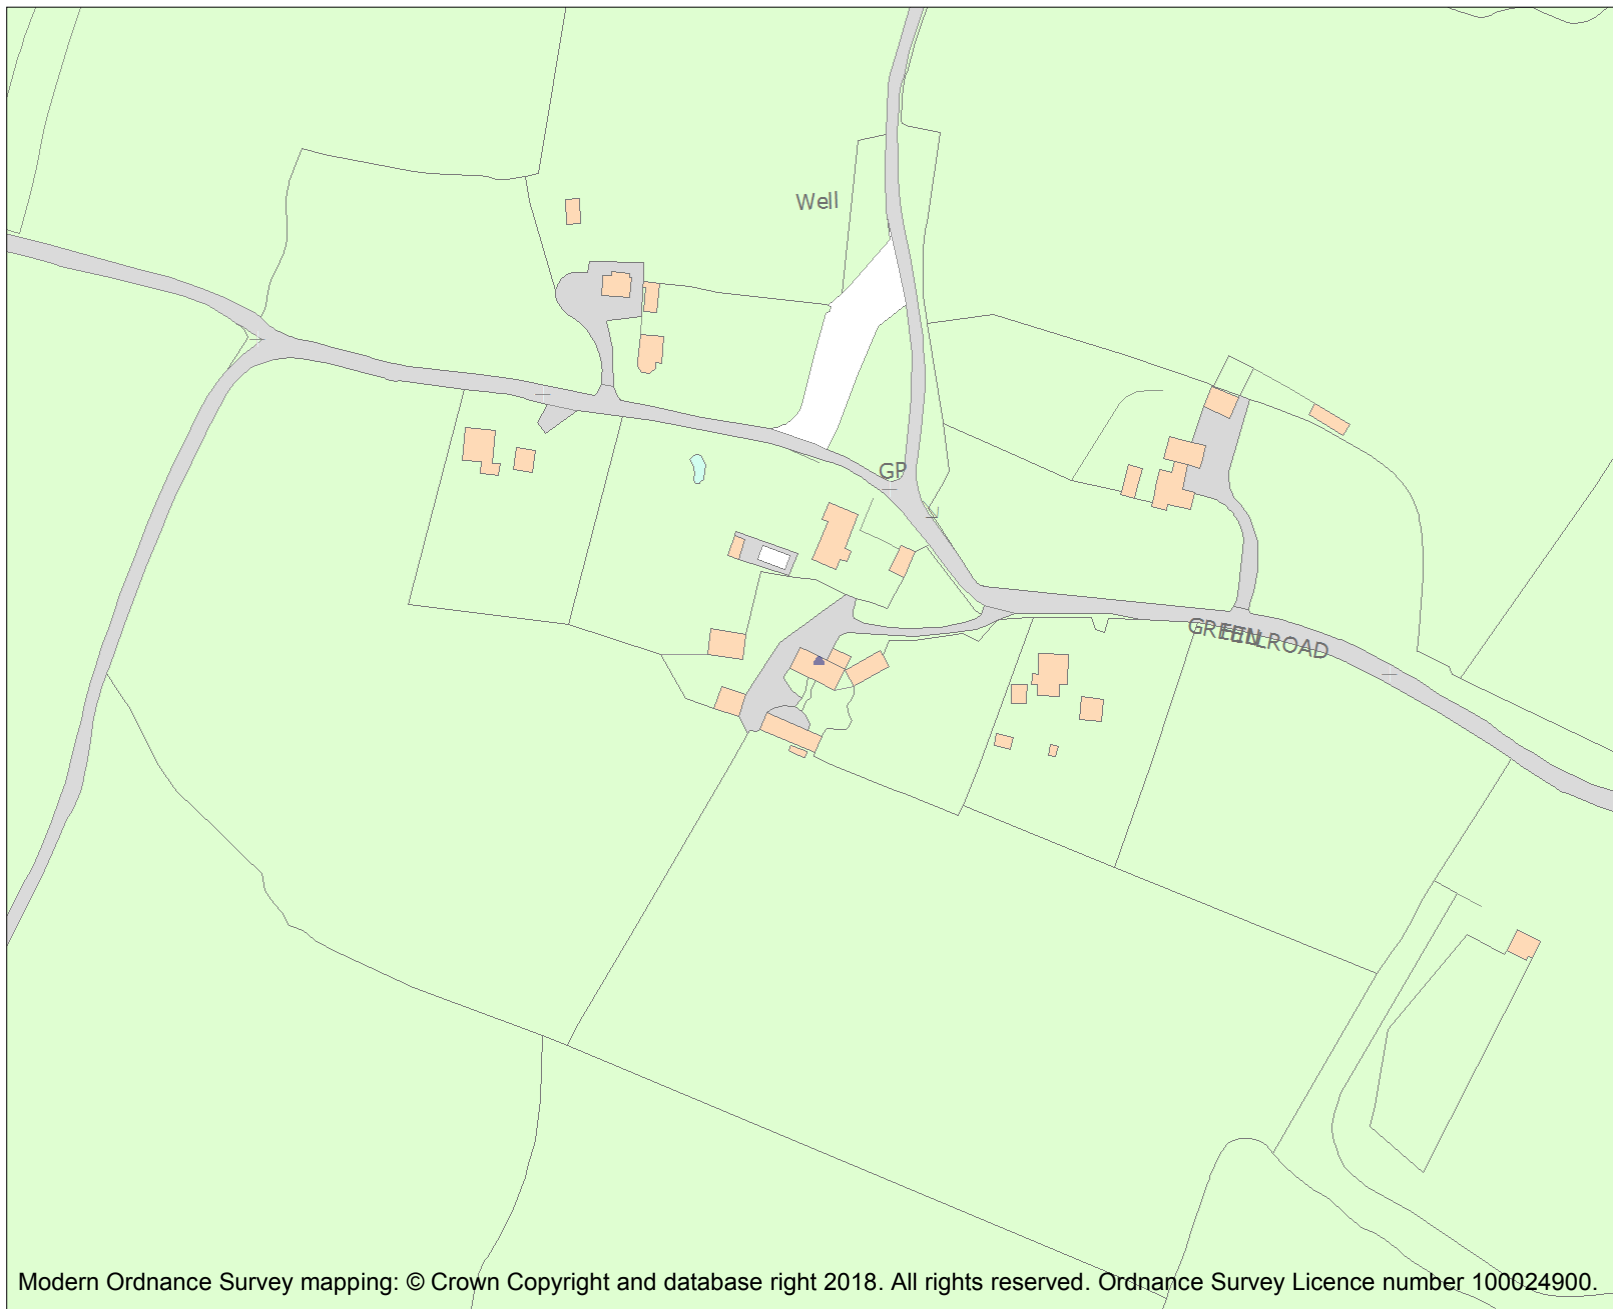 Well
GP
GREEN ROAD
Modern Ordnance Survey mapping: © Crown Copyright and database right 2018. All rights reserved. Ordnance Survey Licence number 100024900.